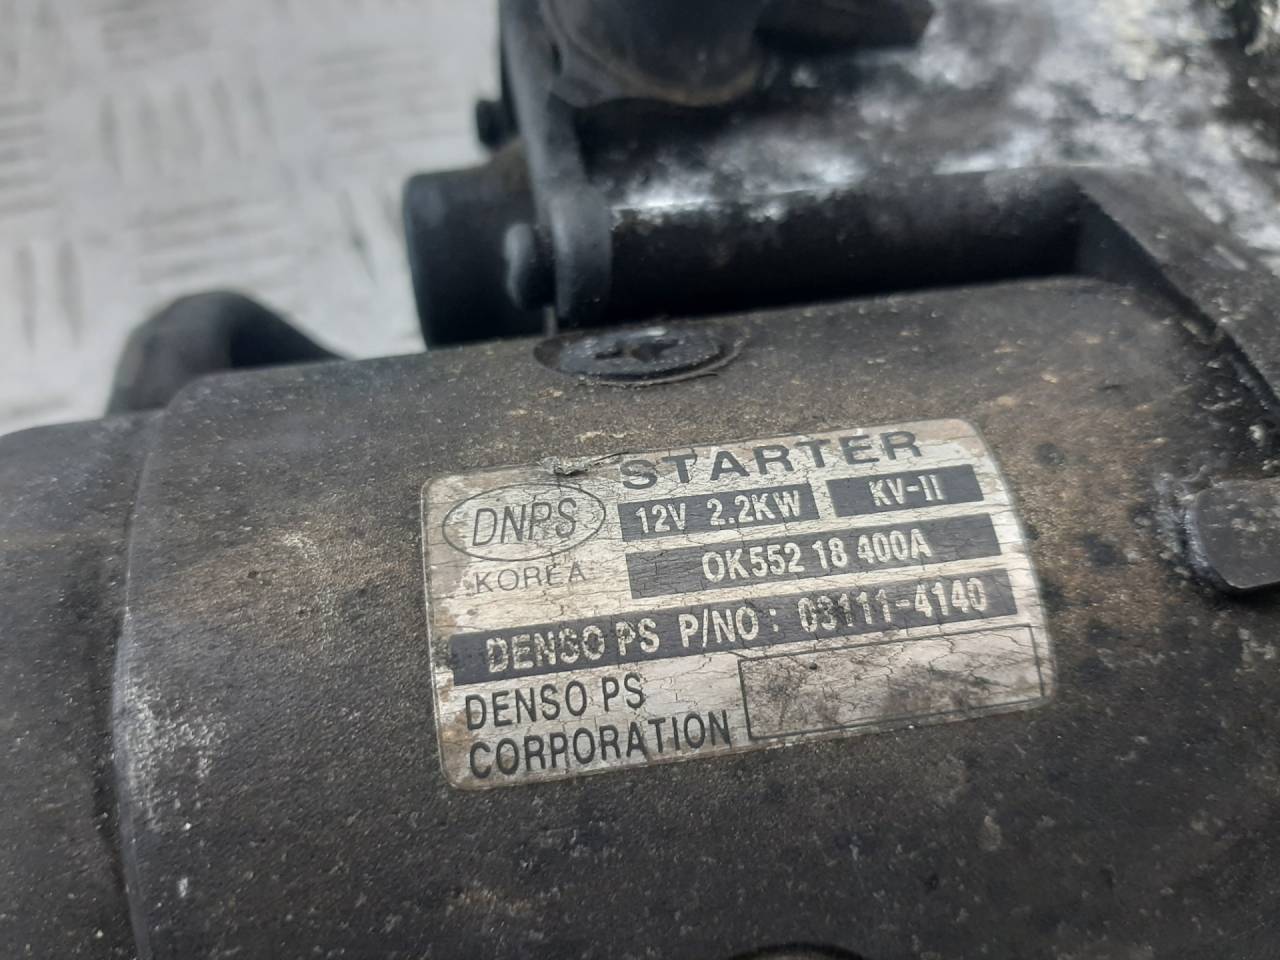 STARTER
DNPS
12V 2.2KW KV-II
KOREA
OK552 18 400A
DENSO PS P/NO : 03111-4140
DENSO PS
CORPORATION